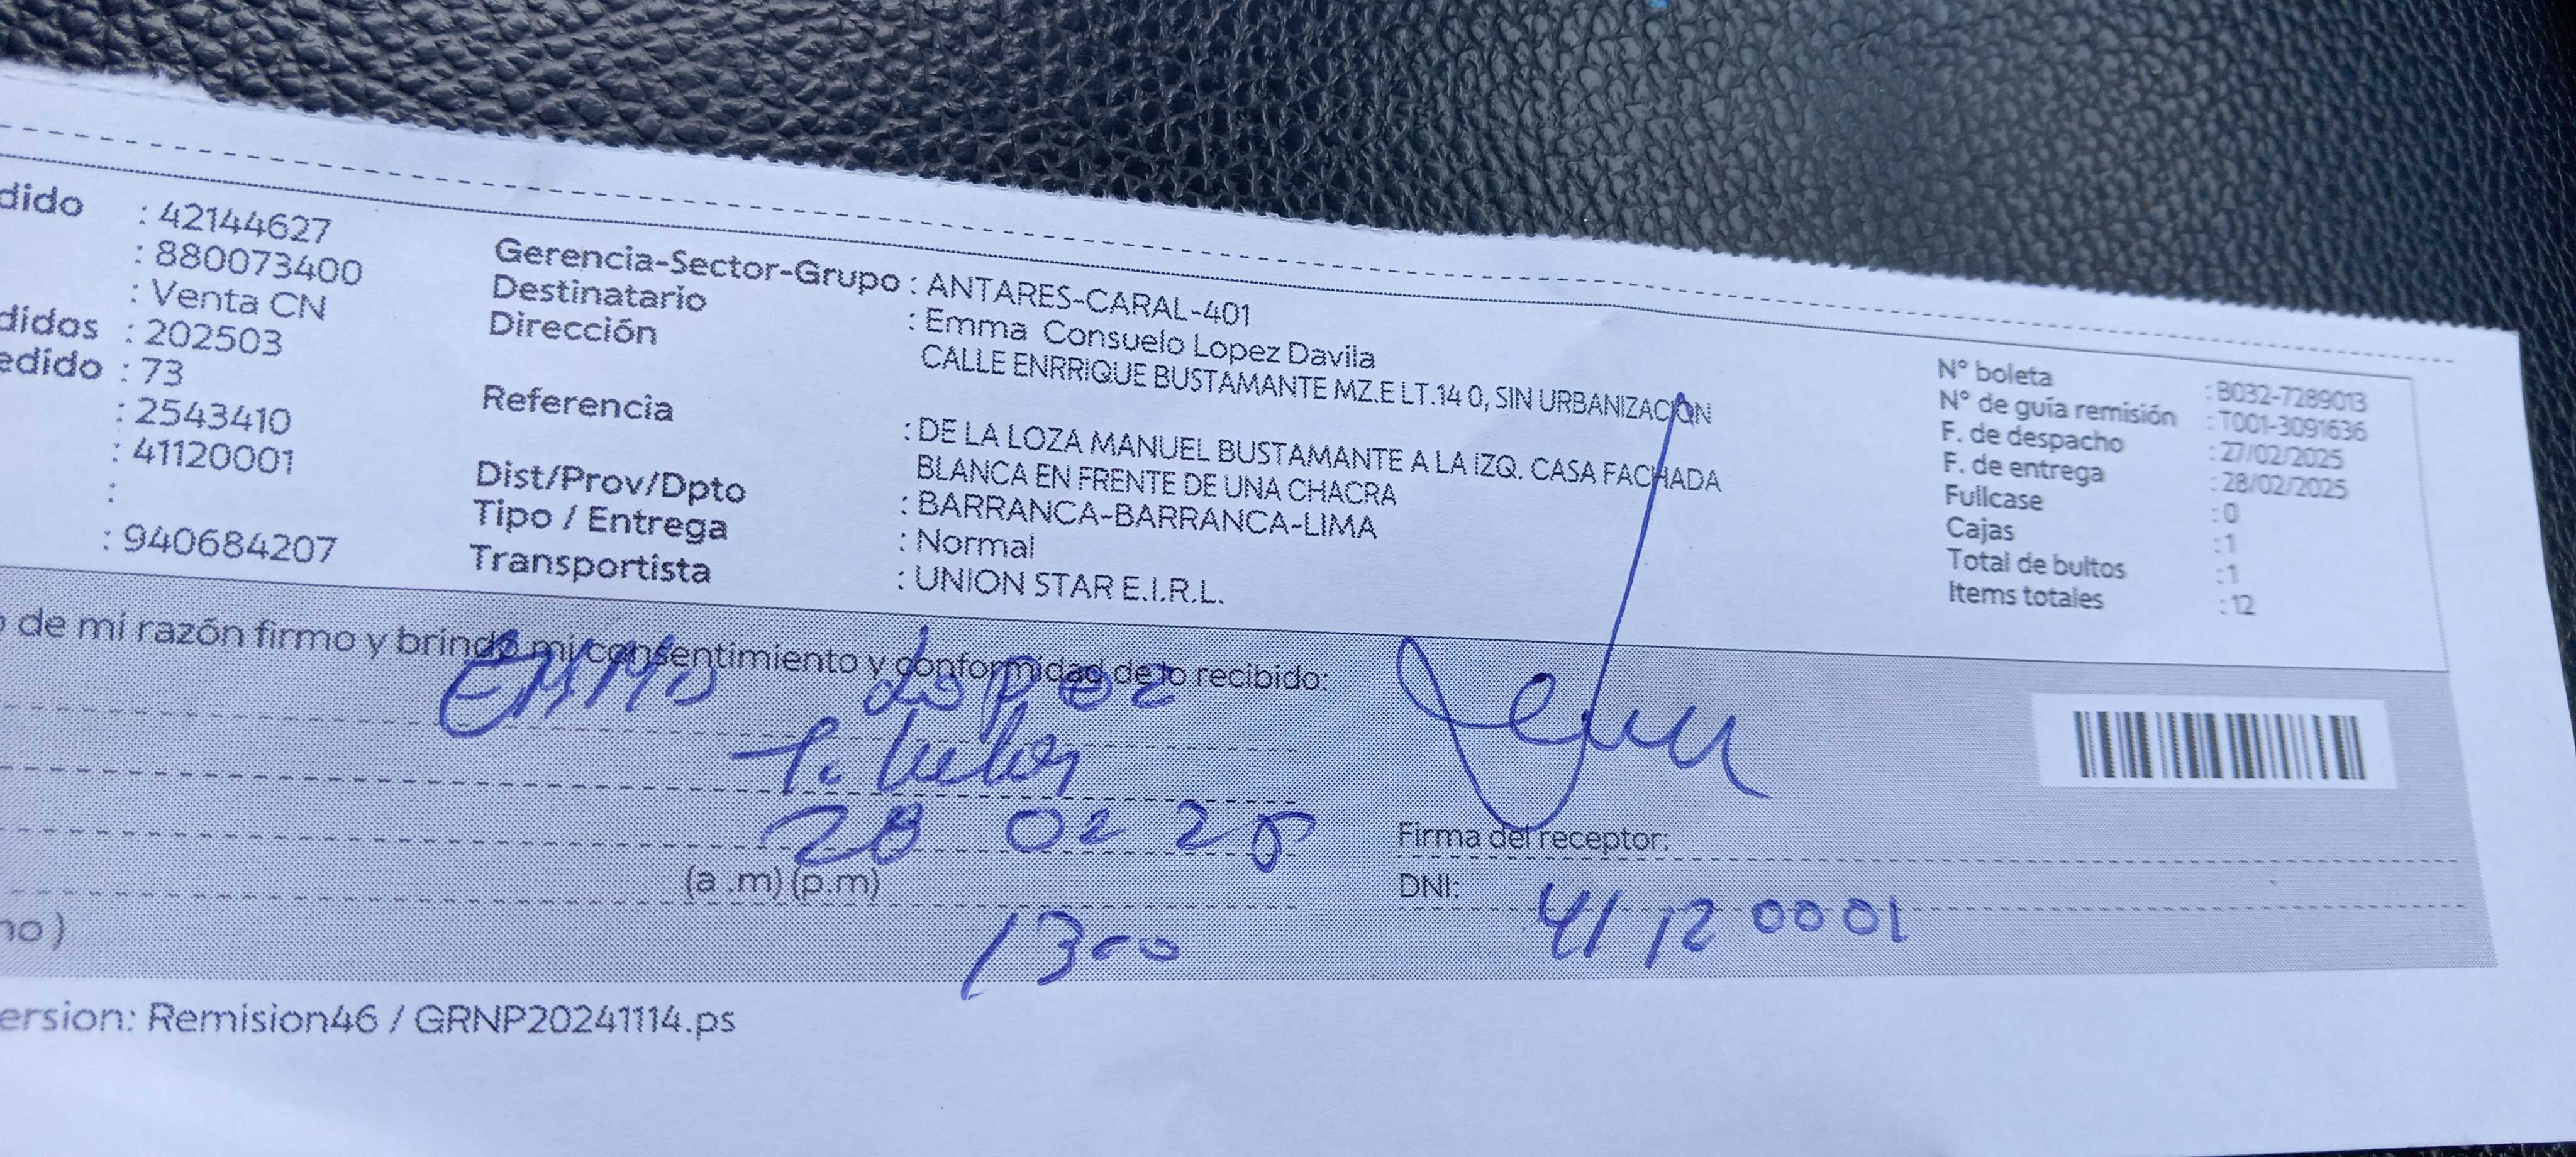 dido : 42144627
: 880073400
: Venta CN
didos : 202503
edido : 73
: 2543410
: 41120001
:
: 940684207
Gerencia-Sector-Grupo : ANTARES-CARAL-401
Destinatario : Emma Consuelo Lopez Davila
Dirección CALLE ENRRIQUE BUSTAMANTE MZ.E LT.14 0, SIN URBANIZACION
Referencia : DE LA LOZA MANUEL BUSTAMANTE A LA IZQ. CASA FACHADA
BLANCA EN FRENTE DE UNA CHACRA
Dist/Prov/Dpto : BARRANCA-BARRANCA-LIMA
Tipo / Entrega : Normal
Transportista : UNION STAR E.I.R.L.
N° boleta : B032-7289013
N° de guía remisión : T001-3091636
F. de despacho : 27/02/2025
F. de entrega : 28/02/2025
Fullcase : 0
Cajas : 1
Total de bultos : 1
Items totales : 12
o de mi razón firmo y brindo mi consentimiento y conformidad de lo recibido:
Emma Lopez
28 02 25
(a .m) (p.m)
1300
no )
Firma del receptor:
DNI: 41120001
ersion: Remision46 / GRNP20241114.ps